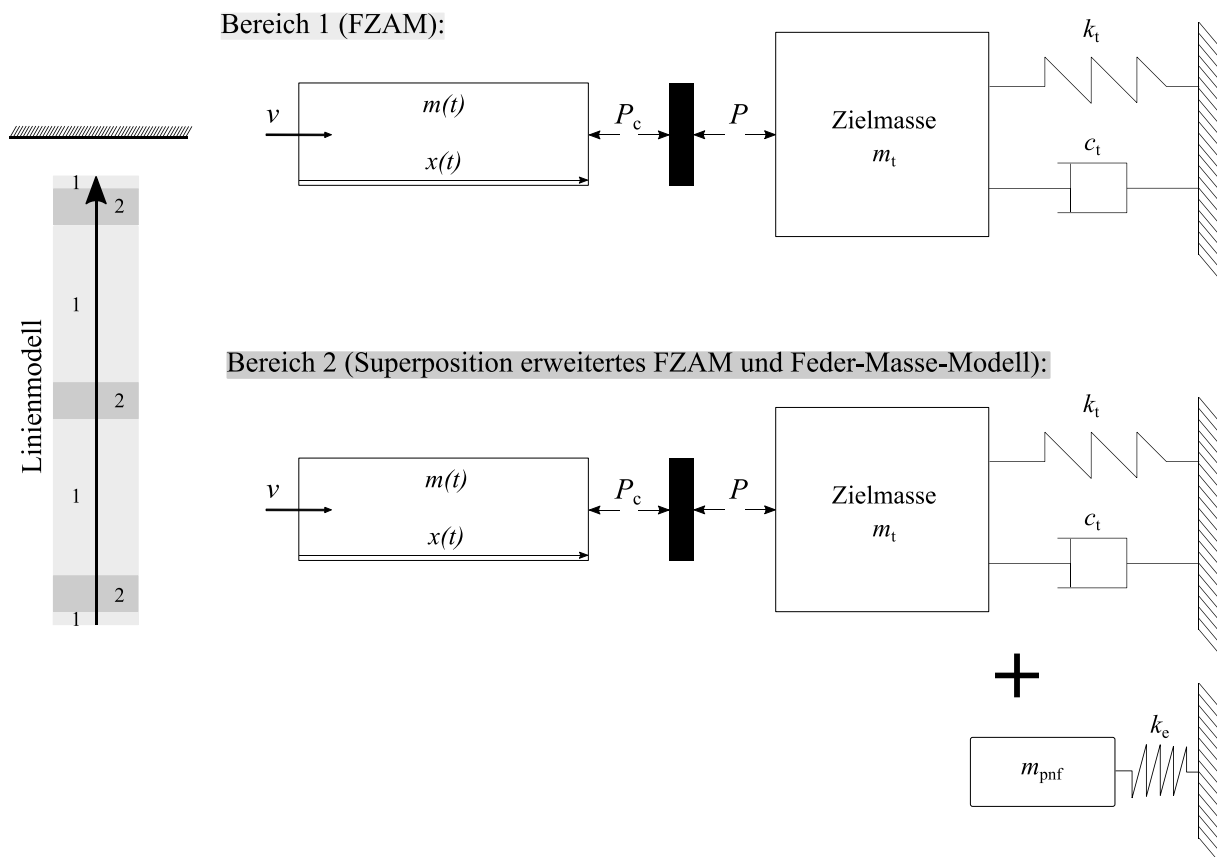 Bereich 1 (FZAM):
v
m(t)
x(t)
P_c
P
Zielmasse
m_t
k_t
c_t
Linienmodell
1
2
1
2
1
2
1
Bereich 2 (Superposition erweitertes FZAM und Feder-Masse-Modell):
v
m(t)
x(t)
P_c
P
Zielmasse
m_t
k_t
c_t
+
m_pnf
k_e